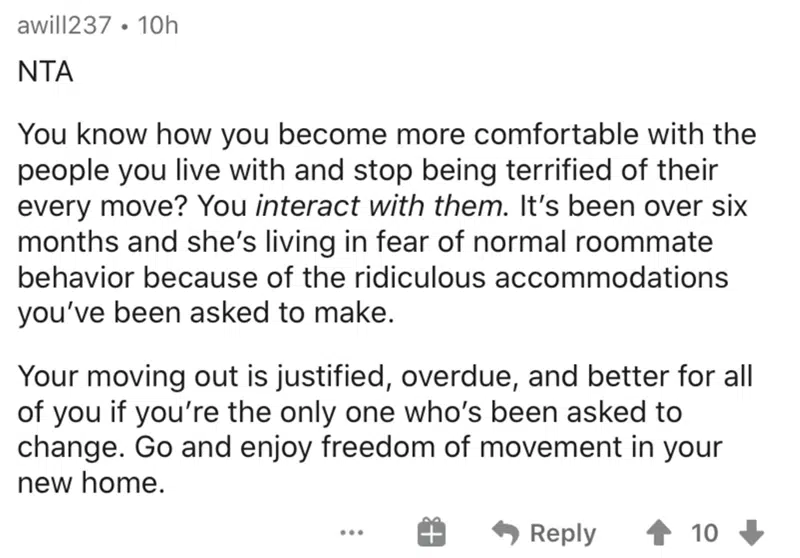 awill237 • 10h
NTA
You know how you become more comfortable with the
people you live with and stop being terrified of their
every move? You interact with them. It's been over six
months and she's living in fear of normal roommate
behavior because of the ridiculous accommodations
you've been asked to make.
Your moving out is justified, overdue, and better for all
of you if you're the only one who's been asked to
change. Go and enjoy freedom of movement in your
new home.
Reply 10